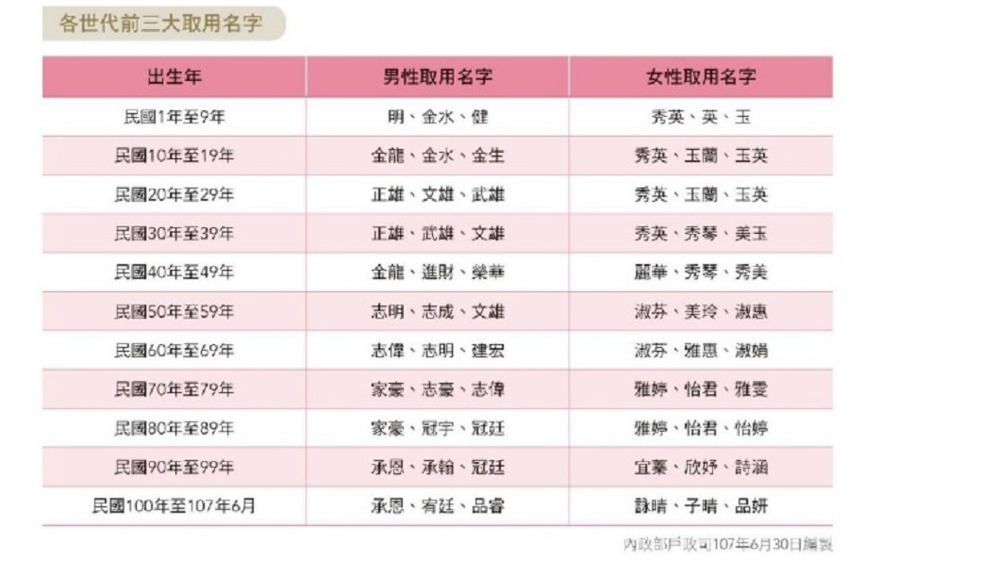 各世代前三大取用名字
出生年 男性取用名字 女性取用名字
民國1年至9年 明、金水、健 秀英、英、玉
民國10年至19年 金龍、金水、金生 秀英、玉蘭、玉英
民國20年至29年 正雄、文雄、武雄 秀英、玉蘭、玉英
民國30年至39年 正雄、武雄、文雄 秀英、秀琴、美玉
民國40年至49年 金龍、進財、榮華 麗華、秀琴、秀美
民國50年至59年 志明、志成、文雄 淑芬、美玲、淑惠
民國60年至69年 志偉、志明、建宏 淑芬、雅惠、淑娟
民國70年至79年 家豪、志豪、志偉 雅婷、怡君、雅雯
民國80年至89年 家豪、冠宇、冠廷 雅婷、怡君、怡婷
民國90年至99年 承恩、承翰、冠廷 宜蓁、欣妤、詩涵
民國100年至107年6月 承恩、宥廷、品睿 詠晴、子晴、品妍
內政部戶政司107年6月30日編製